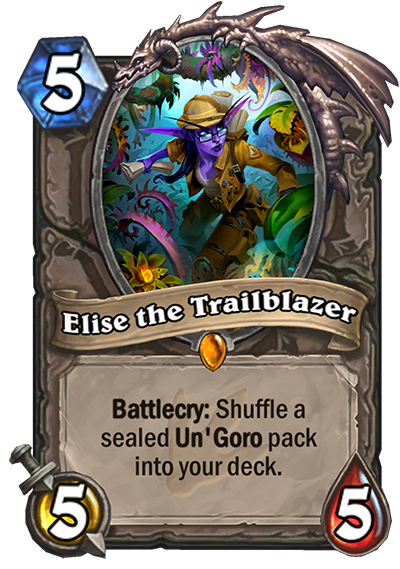 5
Elise the Trailblazer
Battlecry: Shuffle a
sealed Un'Goro pack
into your deck.
5
5